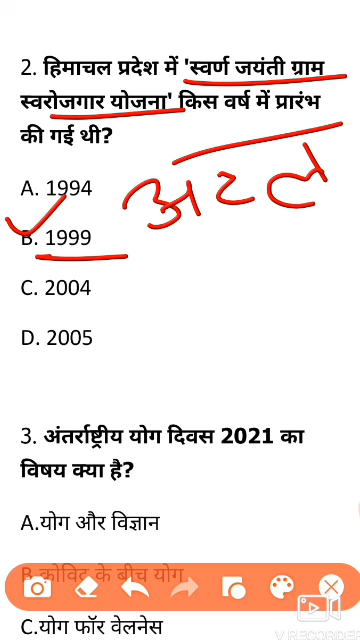 2. हिमाचल प्रदेश में 'स्वर्ण जयंती ग्राम
स्वरोजगार योजना' किस वर्ष में प्रारंभ
की गई थी?
A. 1994
अटल
B. 1999
C. 2004
D. 2005
3. अंतर्राष्ट्रीय योग दिवस 2021 का
विषय क्या है?
A.योग और विज्ञान
B.कोविद के बीच योग
C.योग फॉर वेलनेस
V RECORDER